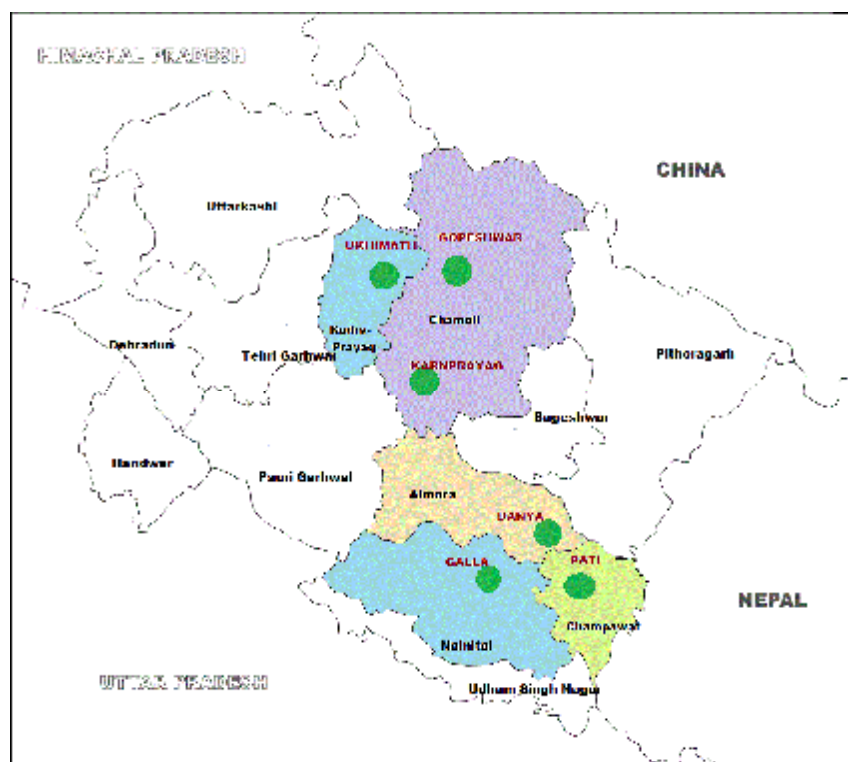 HIMACHAL PRADESH
CHINA
Uttarkashi
UKHIMATH
GOPESHWAR
Chamoli
Rudra-
Prayag
Dehradun
Tehri Garhwal
KARNPRAYAG
Pithoragarh
Bageshwar
Haridwar
Pauri Garhwal
Almora
DANYA
GALLA
PATI
NEPAL
Champawat
Nainital
UTTAR PRADESH
Udham Singh Nagar